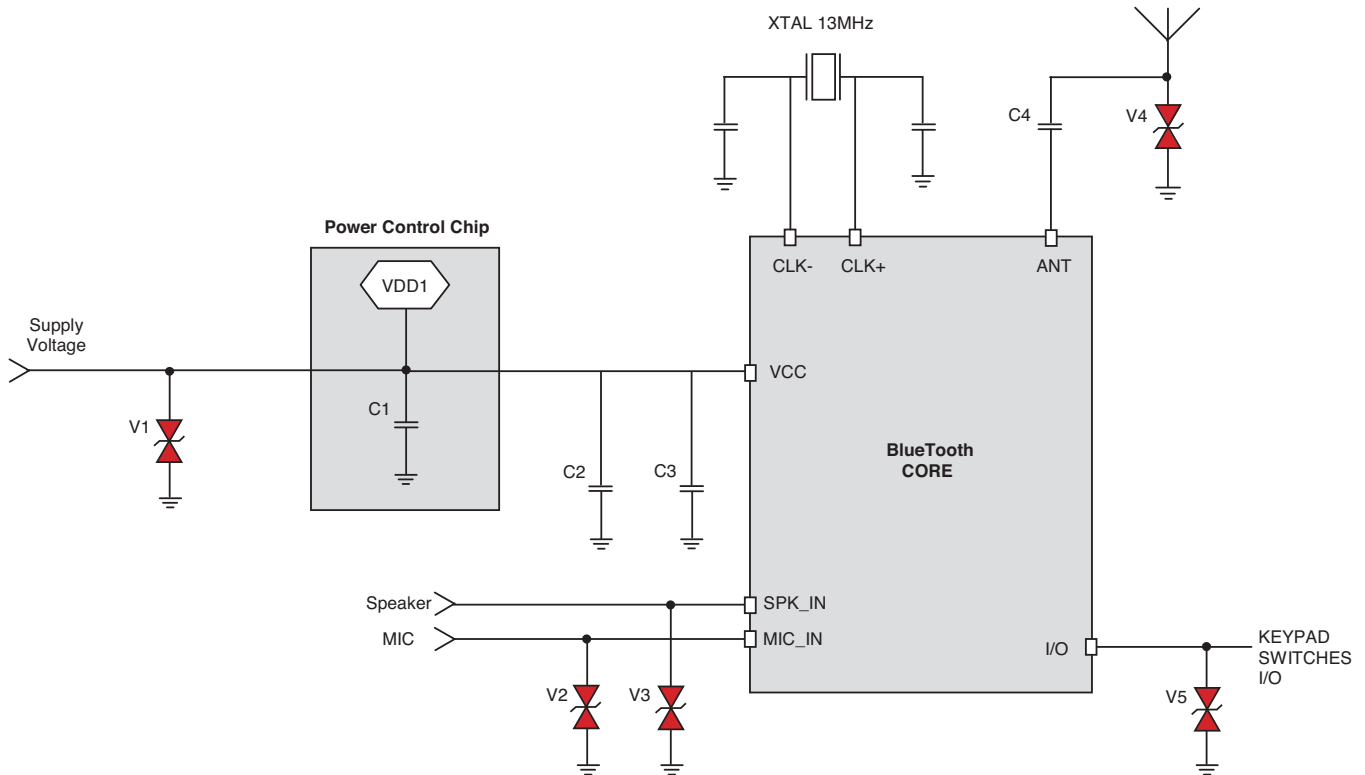 XTAL 13MHz
C4
V4
Power Control Chip
CLK-
CLK+
ANT
VDD1
Supply
Voltage
VCC
C1
V1
BlueTooth
CORE
C2
C3
Speaker
SPK_IN
MIC
MIC_IN
I/O
KEYPAD
SWITCHES
I/O
V2
V3
V5